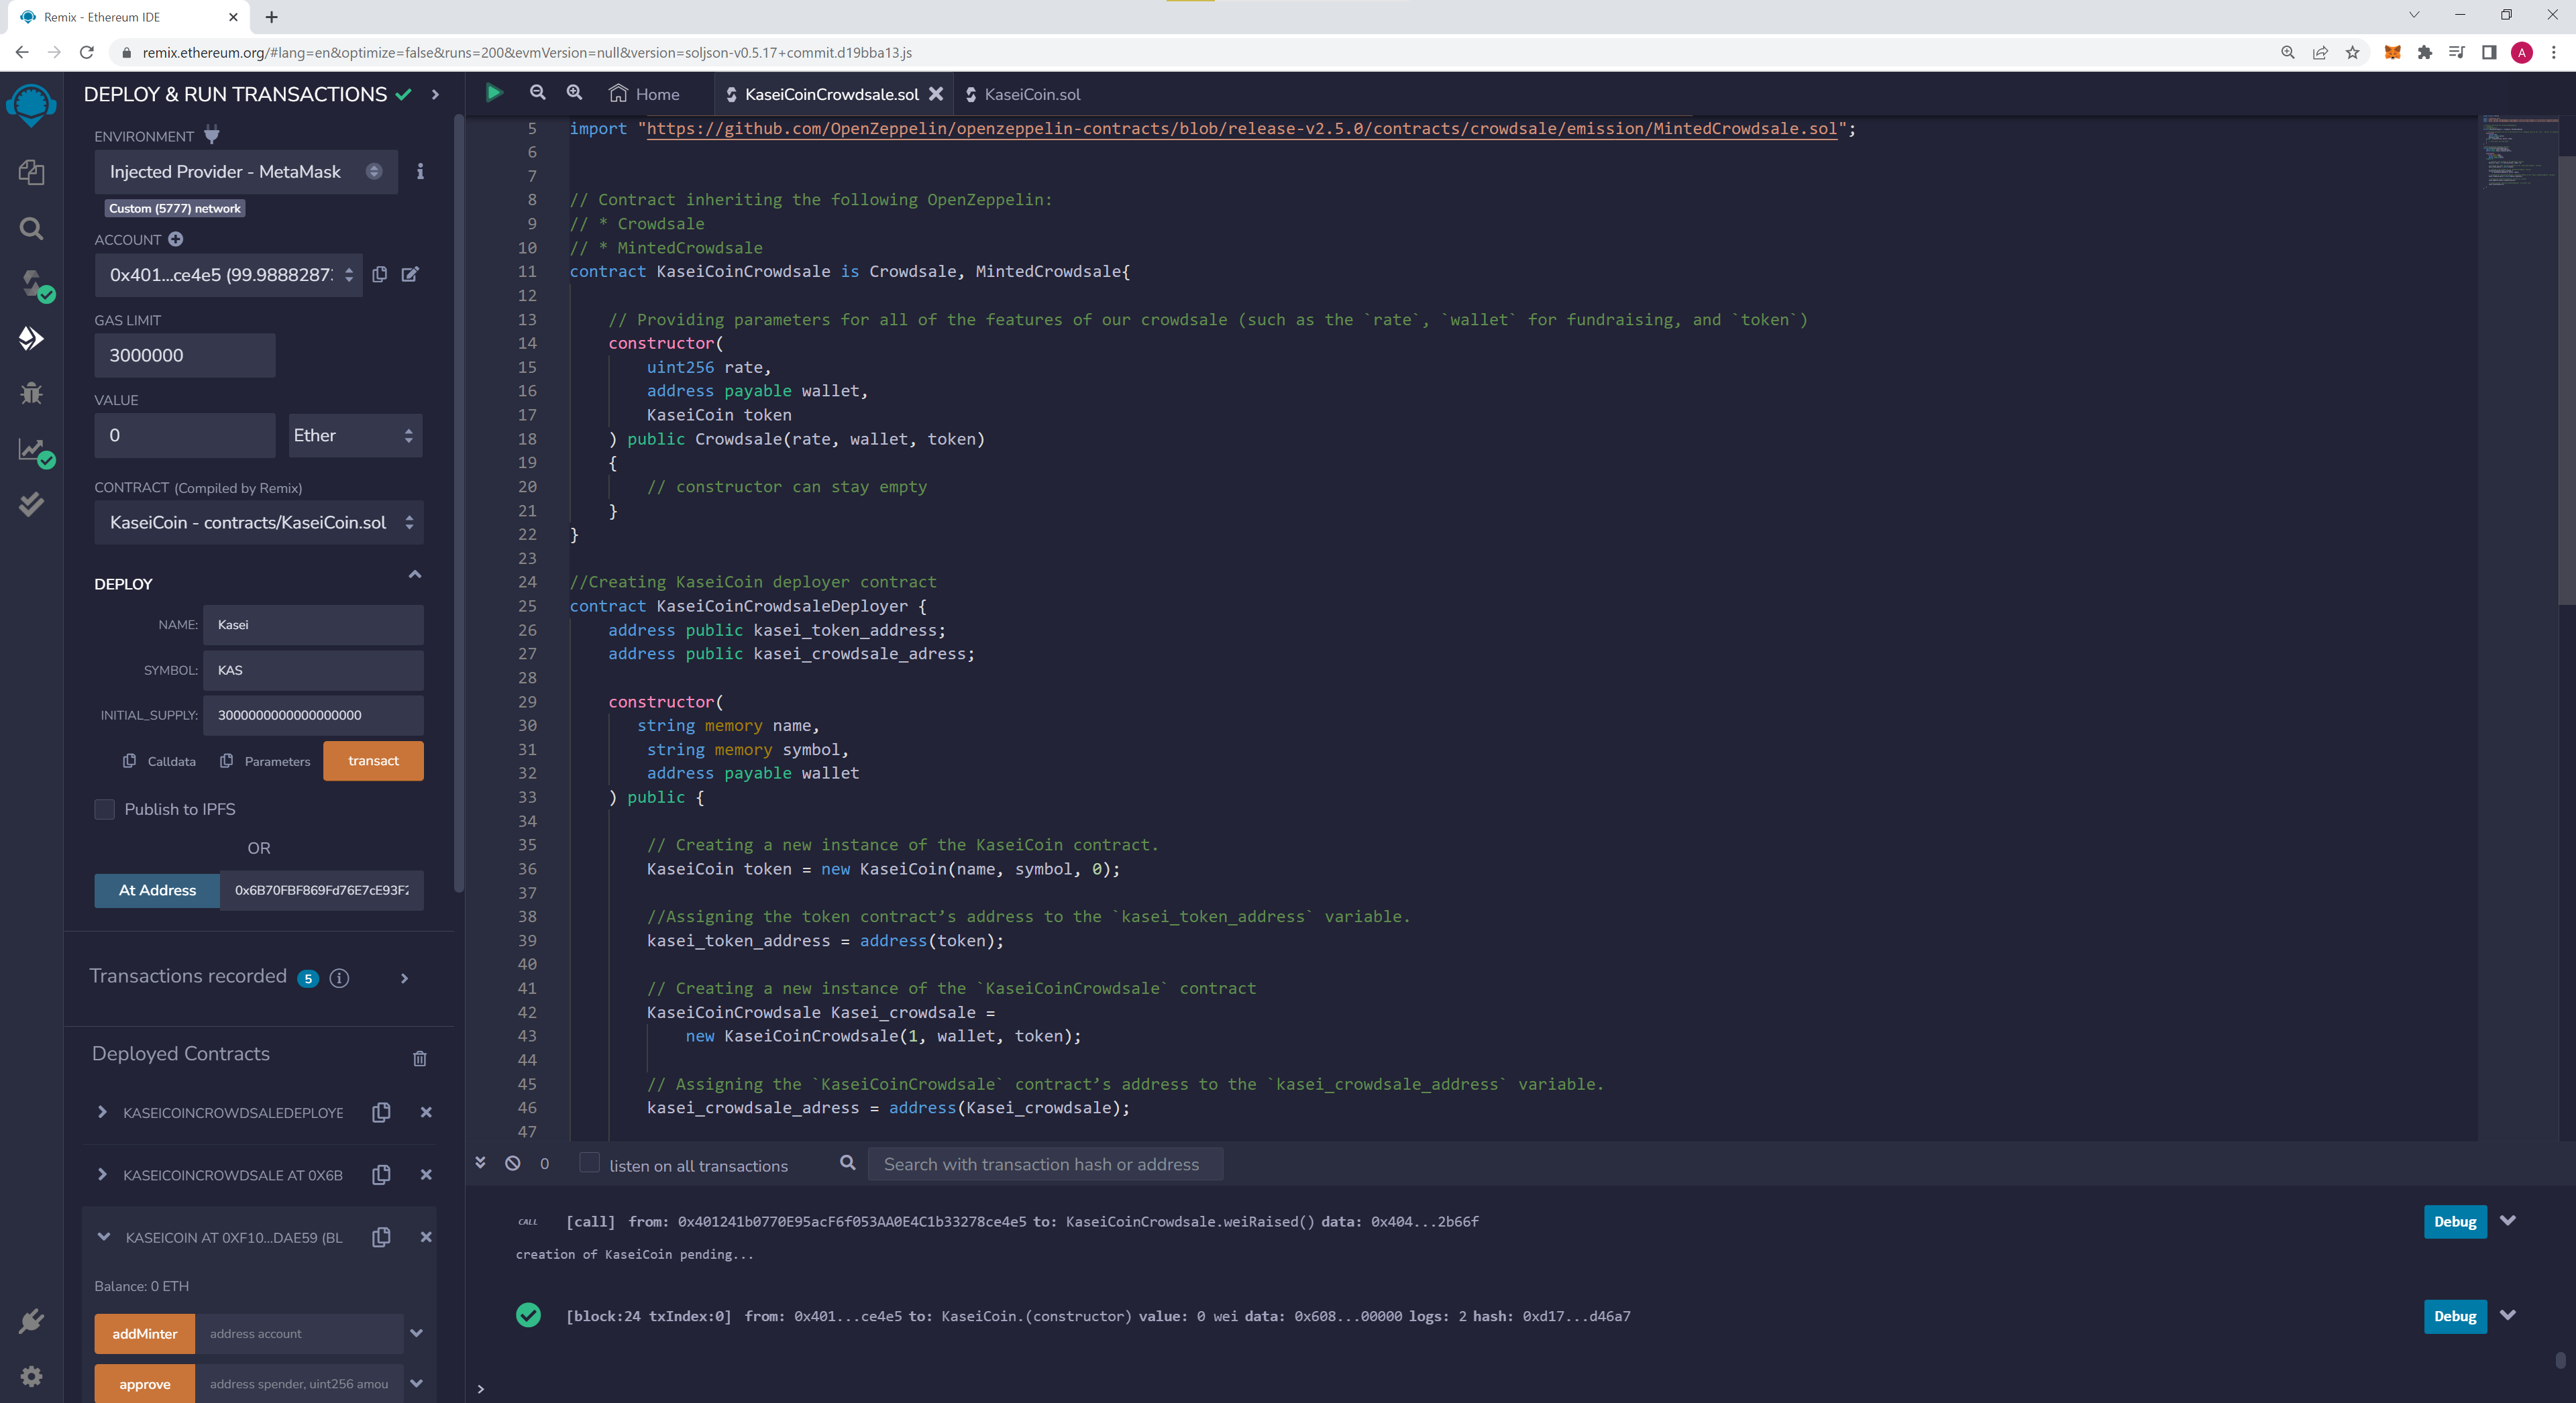 Remix - Ethereum IDE
remix.ethereum.org/#lang=en&optimize=false&runs=200&evmVersion=null&version=soljson-v0.5.17+commit.d19bba13.js
A
DEPLOY & RUN TRANSACTIONS
ENVIRONMENT
Injected Provider - MetaMask
Custom (5777) network
ACCOUNT
0x401...ce4e5 (99.9888287
GAS LIMIT
3000000
VALUE
0
Ether
CONTRACT (Compiled by Remix)
KaseiCoin - contracts/KaseiCoin.sol
DEPLOY
NAME: Kasei
SYMBOL: KAS
INITIAL_SUPPLY: 3000000000000000000
Calldata Parameters transact
Publish to IPFS
OR
At Address 0x6B70FBF869Fd76E7cE93F2
Transactions recorded 5 i
Deployed Contracts
KASEICOINCROWDSALEDEPLOYE
KASEICOINCROWDSALE AT 0X6B
KASEICOIN AT 0XF10...DAE59 (BL
Balance: 0 ETH
addMinter address account
approve address spender, uint256 amou
Home KaseiCoinCrowdsale.sol KaseiCoin.sol
5 import "https://github.com/OpenZeppelin/openzeppelin-contracts/blob/release-v2.5.0/contracts/crowdsale/emission/MintedCrowdsale.sol";
6
7
8 // Contract inheriting the following OpenZeppelin:
9 // * Crowdsale
10 // * MintedCrowdsale
11 contract KaseiCoinCrowdsale is Crowdsale, MintedCrowdsale{
12
13 // Providing parameters for all of the features of our crowdsale (such as the `rate`, `wallet` for fundraising, and `token`)
14 constructor(
15 uint256 rate,
16 address payable wallet,
17 KaseiCoin token
18 ) public Crowdsale(rate, wallet, token)
19 {
20 // constructor can stay empty
21 }
22 }
23
24 //Creating KaseiCoin deployer contract
25 contract KaseiCoinCrowdsaleDeployer {
26 address public kasei_token_address;
27 address public kasei_crowdsale_adress;
28
29 constructor(
30 string memory name,
31 string memory symbol,
32 address payable wallet
33 ) public {
34
35 // Creating a new instance of the KaseiCoin contract.
36 KaseiCoin token = new KaseiCoin(name, symbol, 0);
37
38 //Assigning the token contract’s address to the `kasei_token_address` variable.
39 kasei_token_address = address(token);
40
41 // Creating a new instance of the `KaseiCoinCrowdsale` contract
42 KaseiCoinCrowdsale Kasei_crowdsale =
43 new KaseiCoinCrowdsale(1, wallet, token);
44
45 // Assigning the `KaseiCoinCrowdsale` contract’s address to the `kasei_crowdsale_address` variable.
46 kasei_crowdsale_adress = address(Kasei_crowdsale);
47
0 listen on all transactions Search with transaction hash or address
CALL [call] from: 0x401241b0770E95acF6f053AA0E4C1b33278ce4e5 to: KaseiCoinCrowdsale.weiRaised() data: 0x404...2b66f Debug
creation of KaseiCoin pending...
[block:24 txIndex:0] from: 0x401...ce4e5 to: KaseiCoin.(constructor) value: 0 wei data: 0x608...00000 logs: 2 hash: 0xd17...d46a7 Debug
>